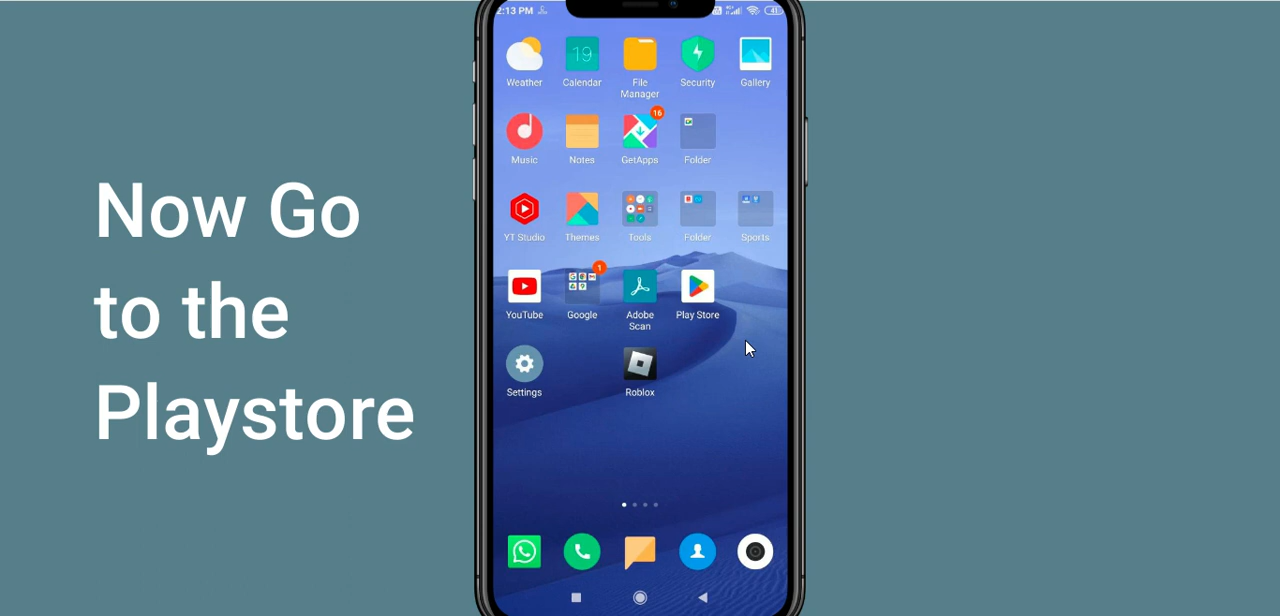 Now Go
to the
Playstore
2:13 PM
41
Weather Calendar File Manager Security Gallery
19
16
Music Notes GetApps Folder
YT Studio Themes Tools Folder Sports
1
YouTube Google Adobe Scan Play Store
Settings Roblox